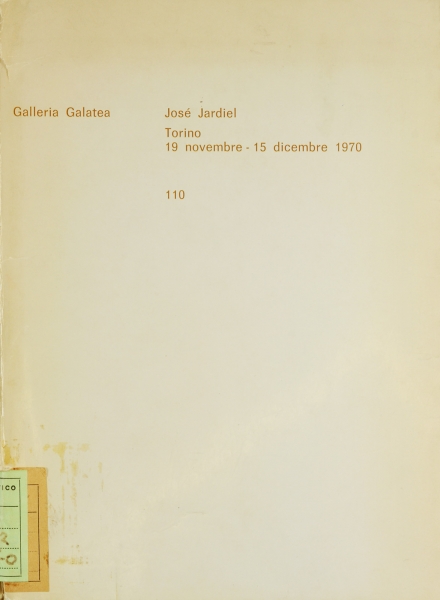 Galleria Galatea
José Jardiel
Torino
19 novembre - 15 dicembre 1970
110